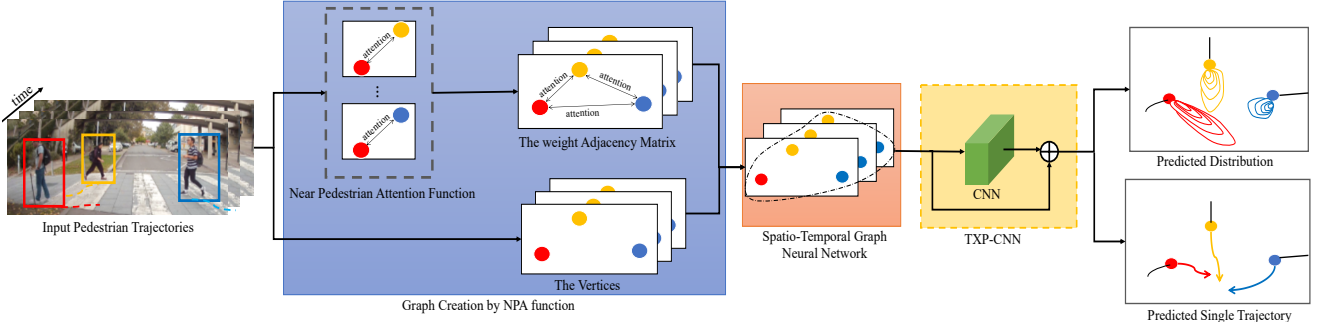 time
Input Pedestrian Trajectories
attention
attention
Near Pedestrian Attention Function
attention
attention
attention
The weight Adjacency Matrix
The Vertices
Graph Creation by NPA function
Spatio-Temporal Graph
Neural Network
CNN
TXP-CNN
Predicted Distribution
Predicted Single Trajectory